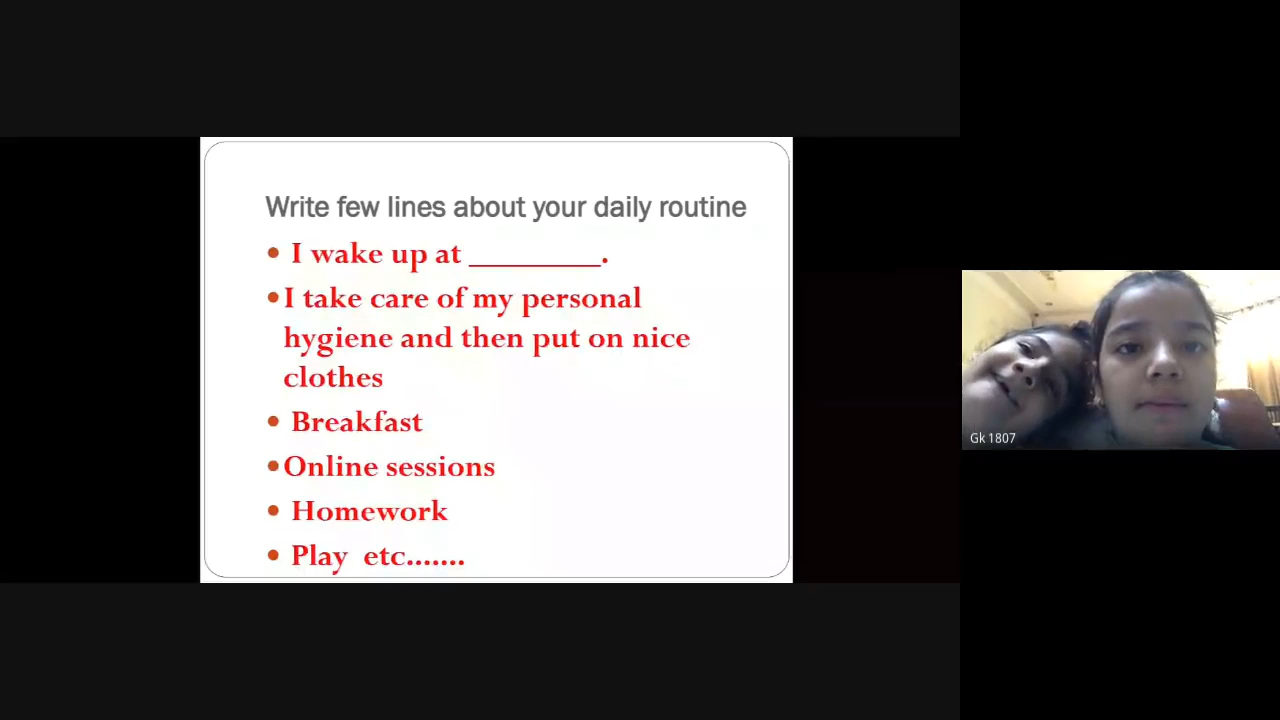 Write few lines about your daily routine
• I wake up at ________.
• I take care of my personal
hygiene and then put on nice
clothes
• Breakfast
• Online sessions
• Homework
• Play etc.......
Gk 1807